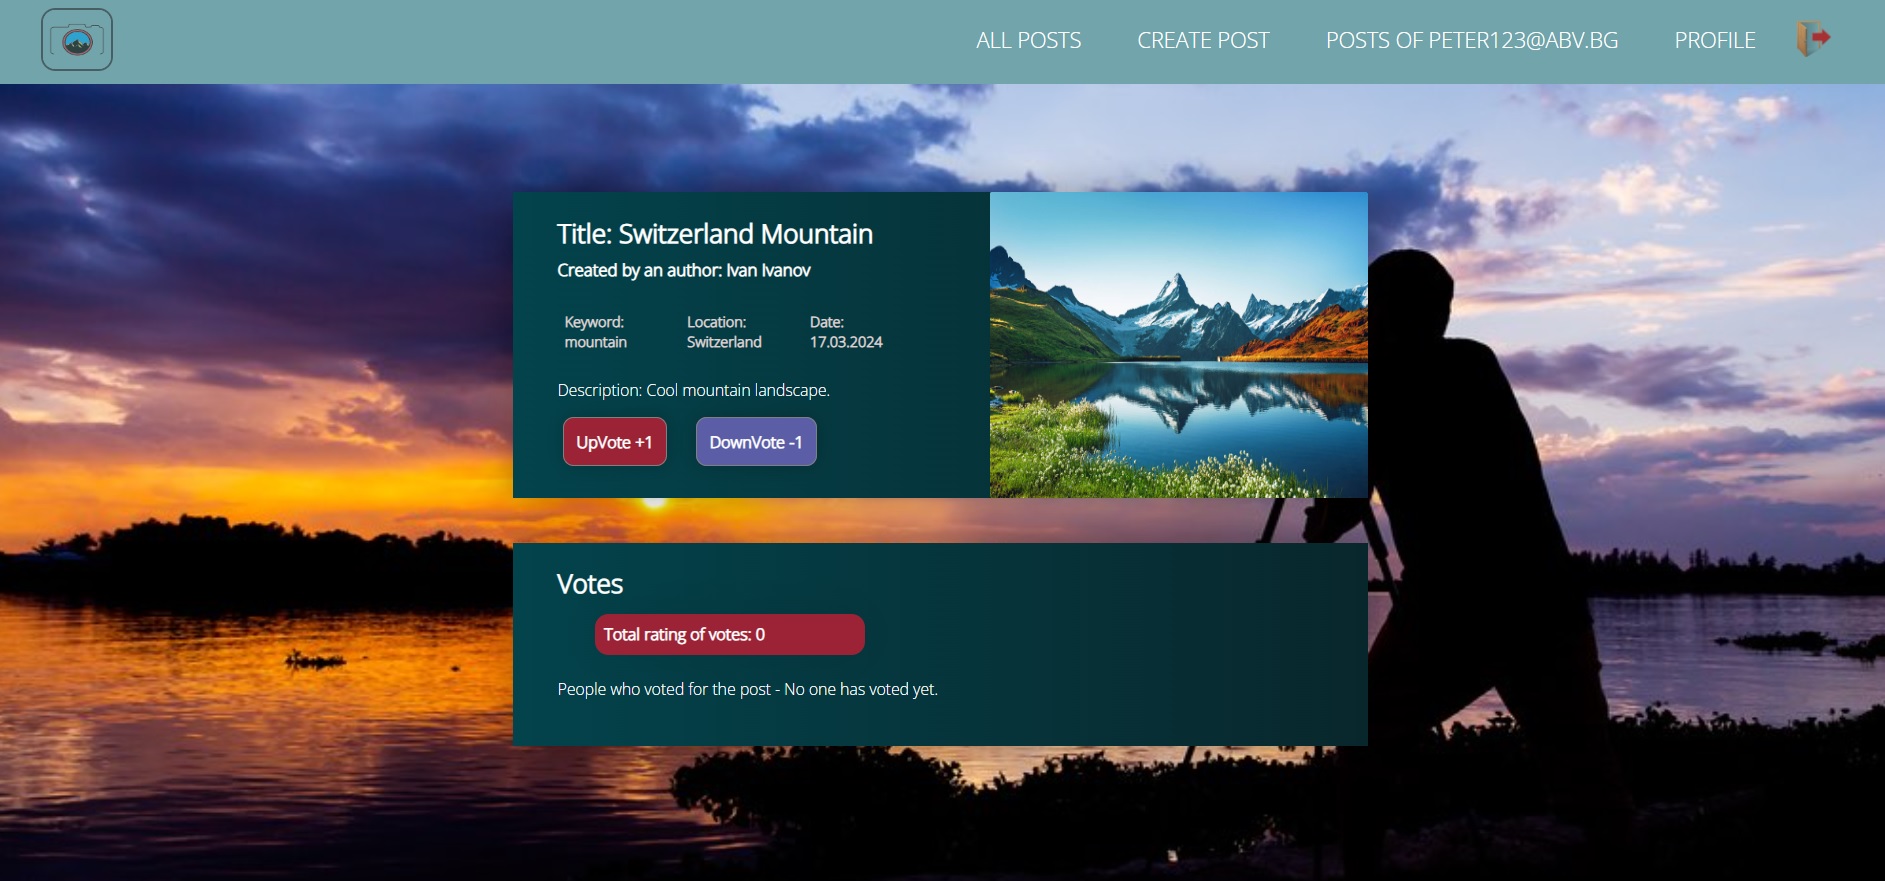 ALL POSTS CREATE POST POSTS OF PETER123@ABV.BG PROFILE
Title: Switzerland Mountain
Created by an author: Ivan Ivanov
Keyword: Location: Date:
mountain Switzerland 17.03.2024
Description: Cool mountain landscape.
UpVote +1 DownVote -1
Votes
Total rating of votes: 0
People who voted for the post - No one has voted yet.